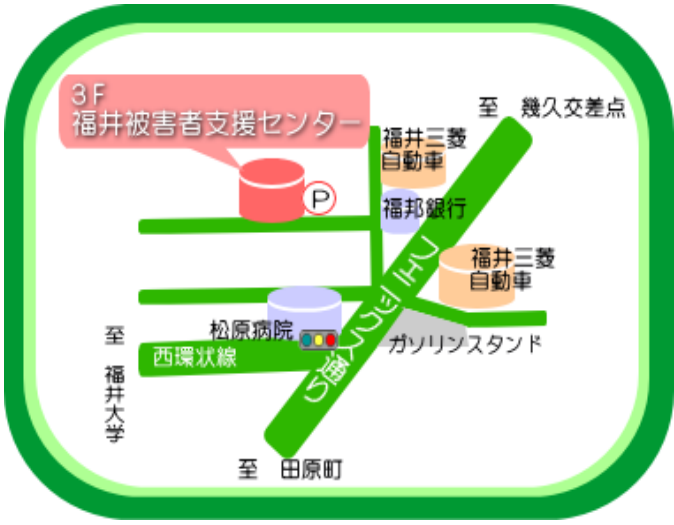 ３Ｆ
福井被害者支援センター
至　幾久交差点
福井三菱
自動車
Ｐ
福邦銀行
フェニックス通り
福井三菱
自動車
松原病院
ガソリンスタンド
至　福井大学
西環状線
至　田原町